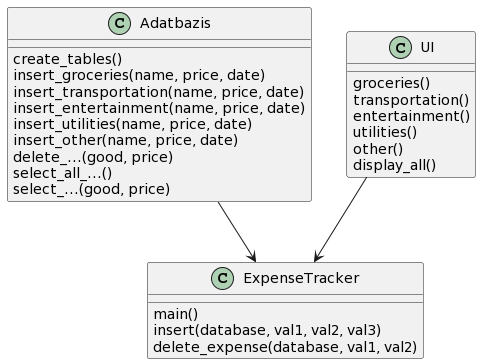 C Adatbazis
create_tables()
insert_groceries(name, price, date)
insert_transportation(name, price, date)
insert_entertainment(name, price, date)
insert_utilities(name, price, date)
insert_other(name, price, date)
delete_...(good, price)
select_all_...()
select_...(good, price)
C UI
groceries()
transportation()
entertainment()
utilities()
other()
display_all()
C ExpenseTracker
main()
insert(database, val1, val2, val3)
delete_expense(database, val1, val2)